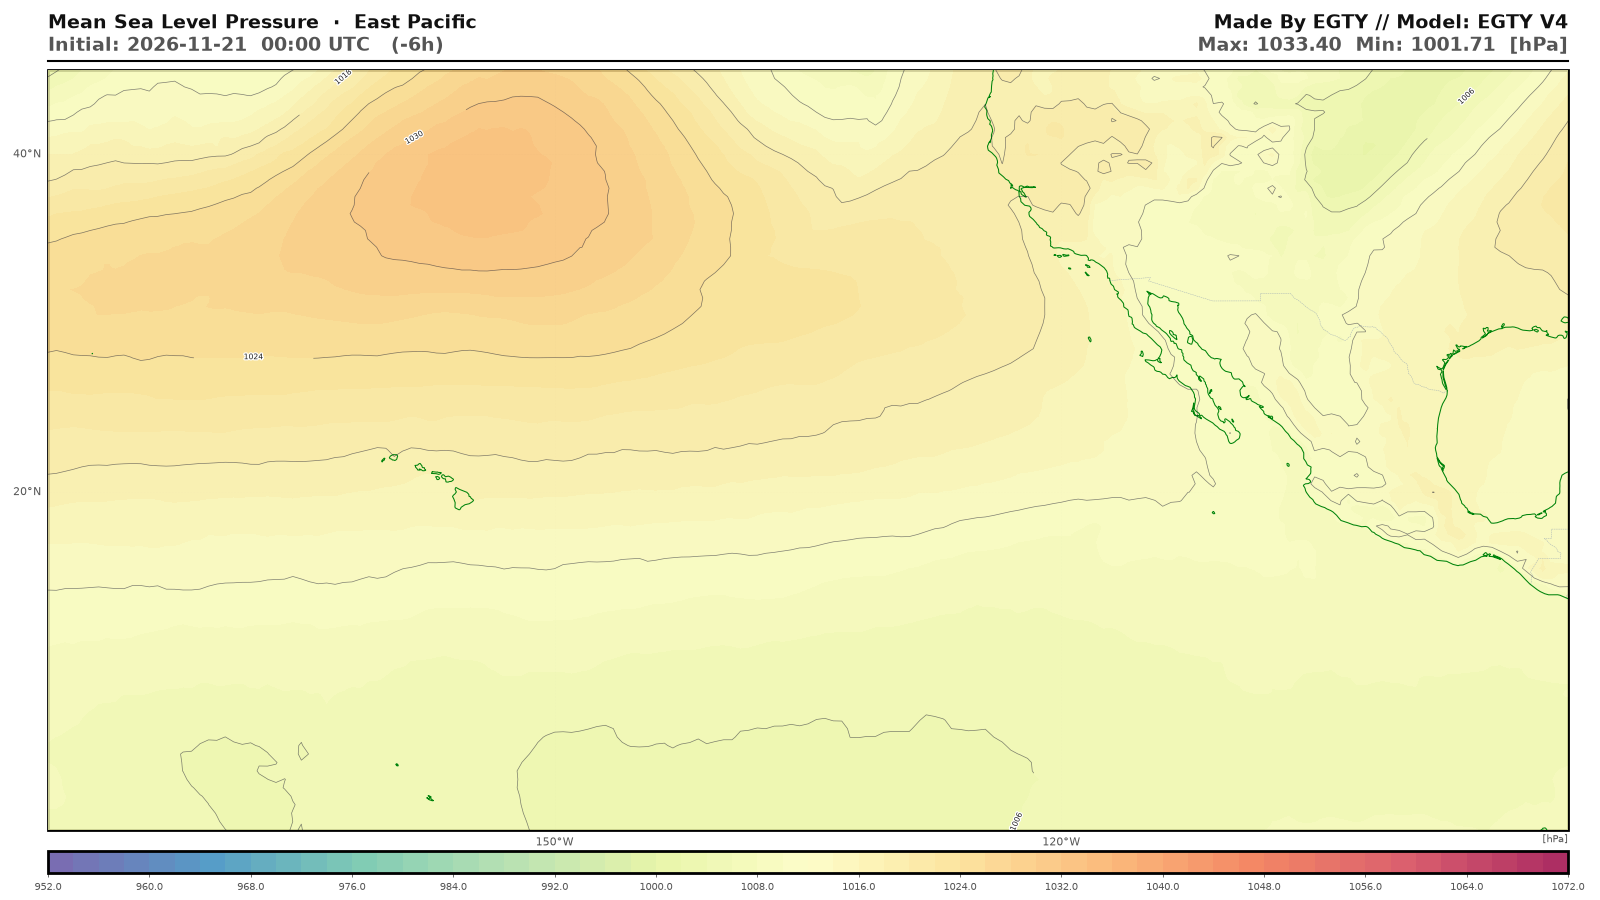 Mean Sea Level Pressure · East Pacific
Made By EGTY // Model: EGTY V4
Initial: 2026-11-21 00:00 UTC (-6h)
Max: 1033.40 Min: 1001.71 [hPa]
1016
1006
1030
40°N
1024
20°N
1006
150°W
120°W
[hPa]
952.0
960.0
968.0
976.0
984.0
992.0
1000.0
1008.0
1016.0
1024.0
1032.0
1040.0
1048.0
1056.0
1064.0
1072.0